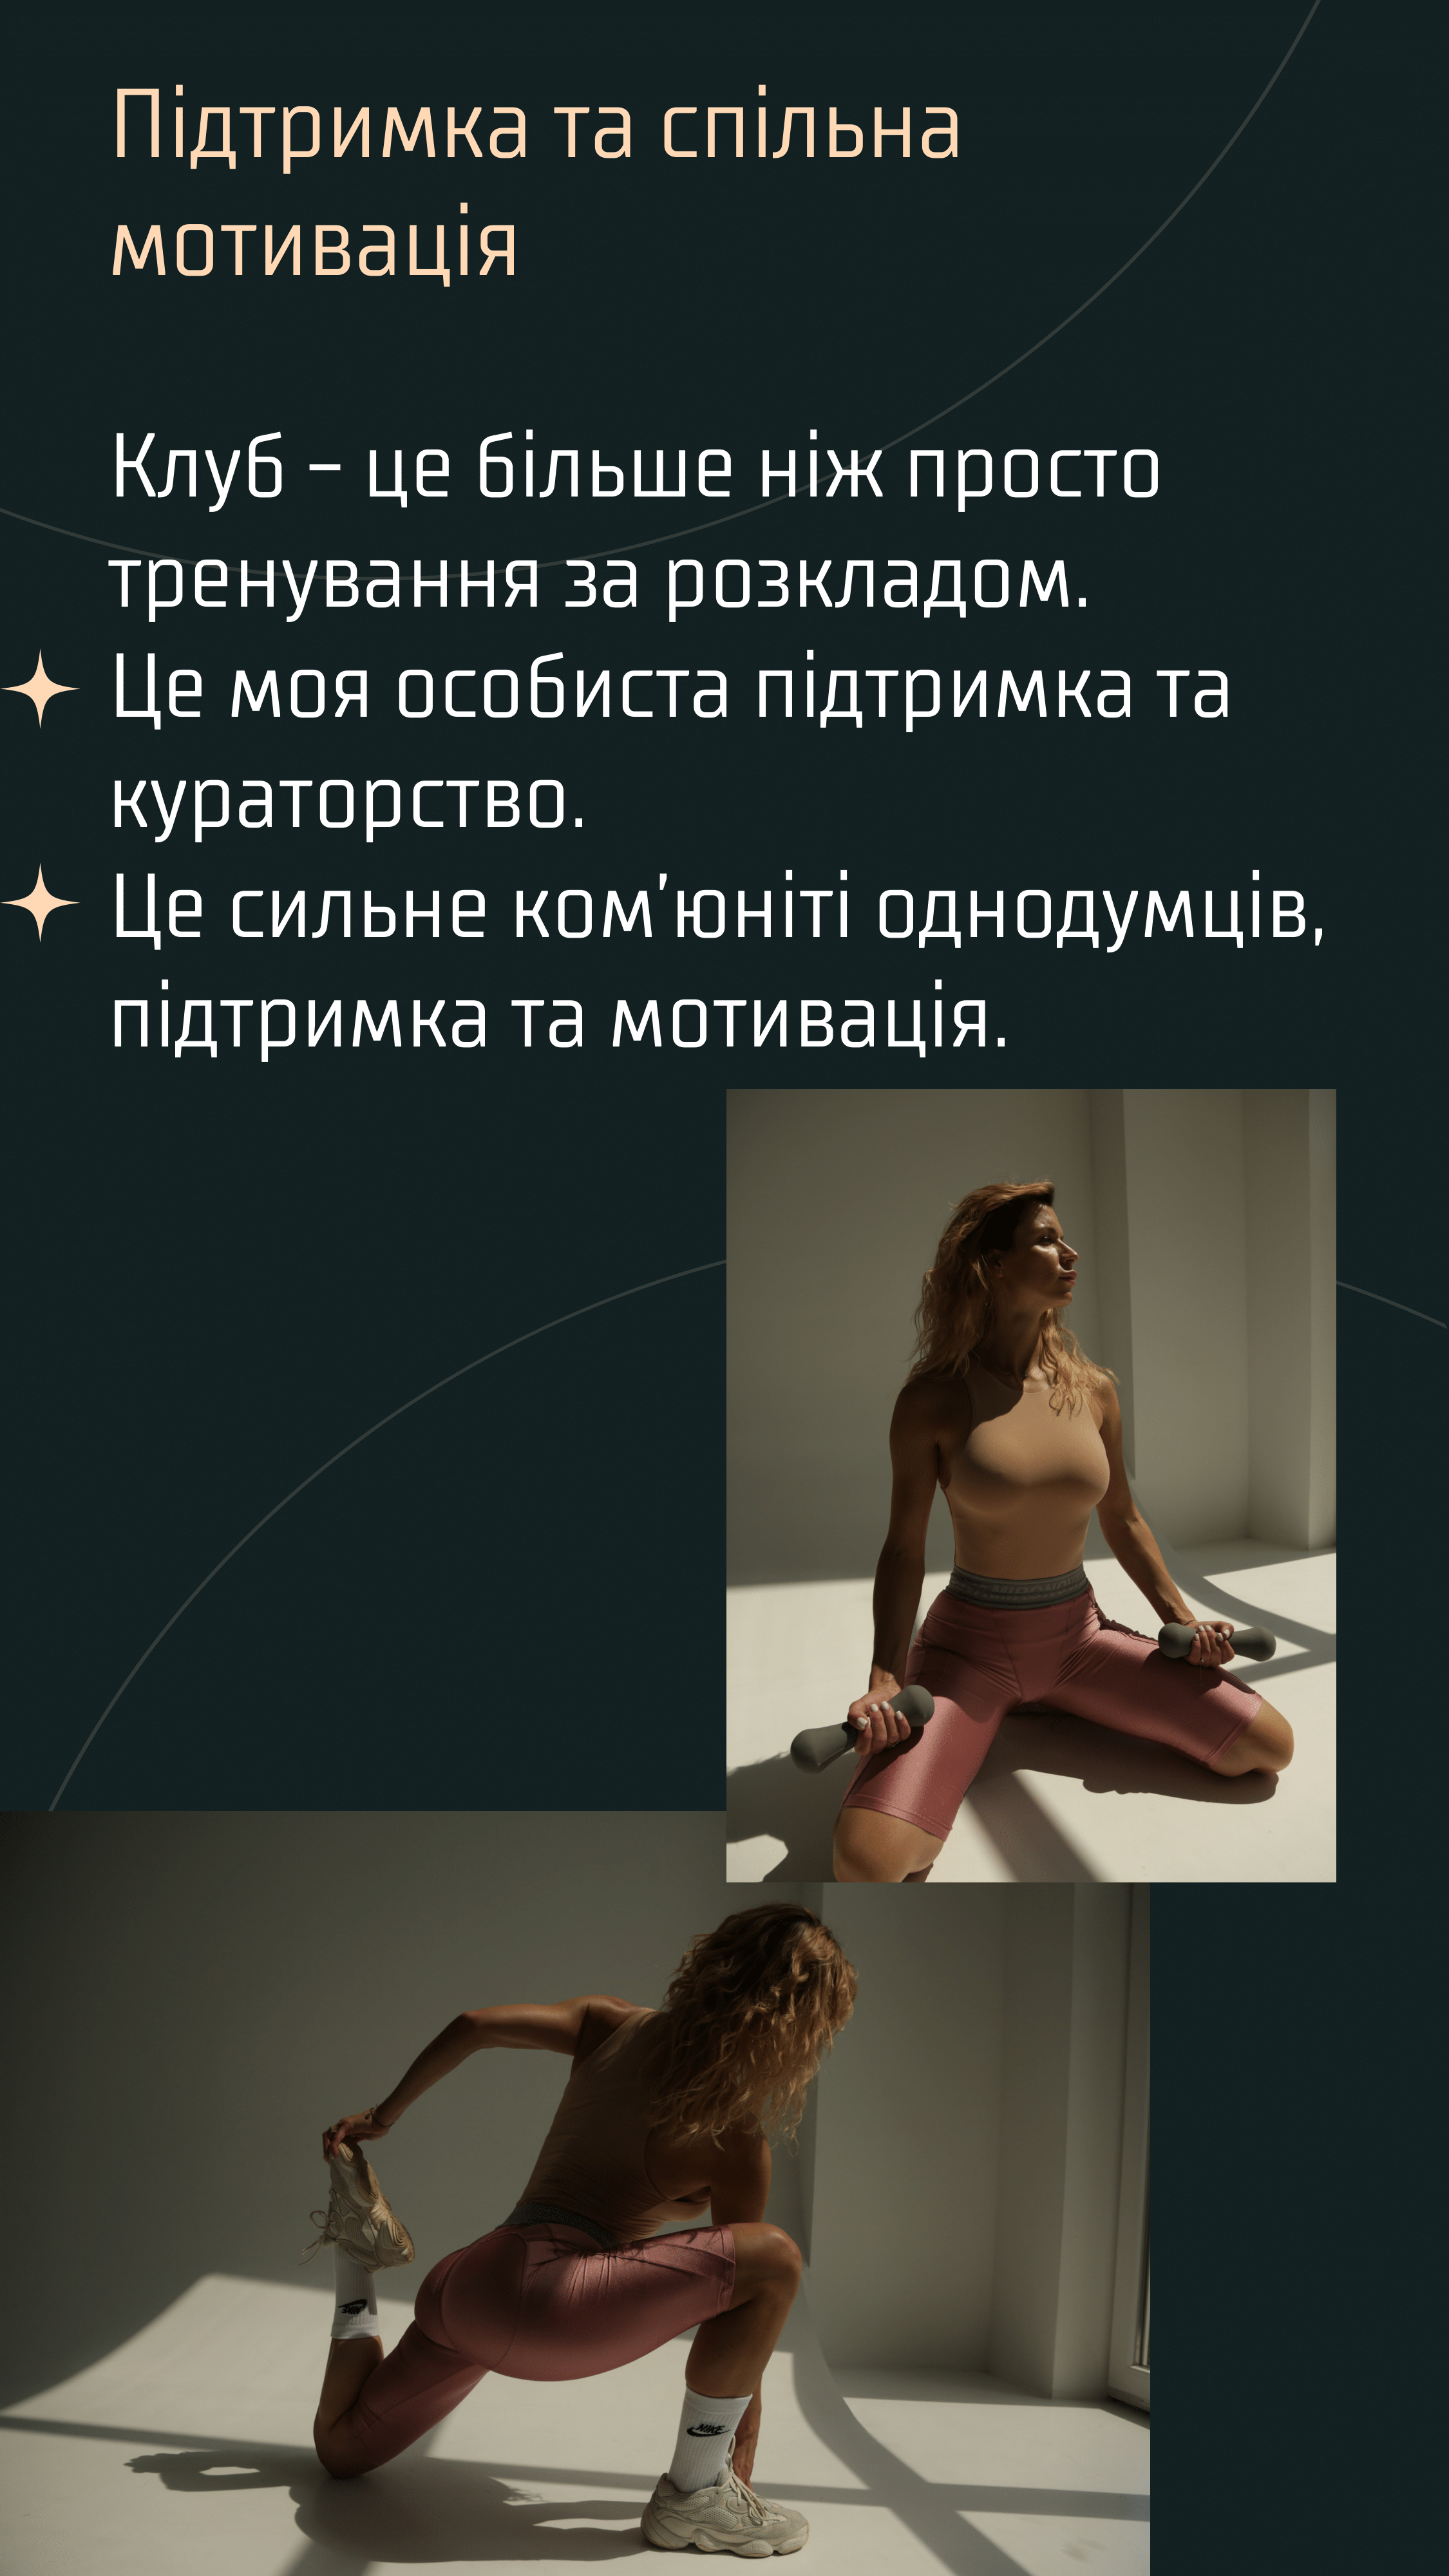 Підтримка та спільна
мотивація
Клуб – це більше ніж просто
тренування за розкладом.
Це моя особиста підтримка та
кураторство.
Це сильне ком’юніті однодумців,
підтримка та мотивація.
NIKE